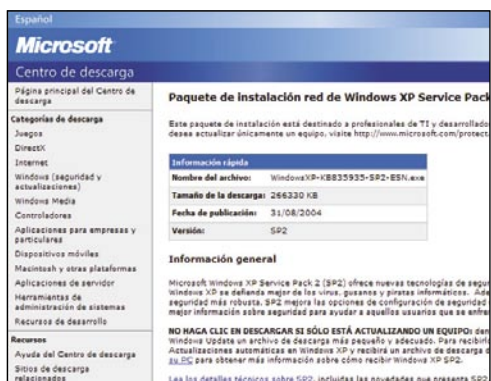 Español
Microsoft
Centro de descarga
Página principal del Centro de
descarga
Categorías de descarga
Juegos
DirectX
Internet
Windows (seguridad y
actualizaciones)
Windows Media
Controladores
Aplicaciones para empresas y
particulares
Dispositivos móviles
Macintosh y otras plataformas
Aplicaciones de servidor
Herramientas de
administración de sistemas
Recursos de desarrollo
Recursos
Ayuda del Centro de descarga
Sitios de descarga
relacionados
Paquete de instalación red de Windows XP Service Pack
Este paquete de instalación está destinado a profesionales de TI y desarrollado
desea actualizar únicamente un equipo, visite http://www.microsoft.com/protect.
Información rápida
Nombre del archivo: WindowsXP-KB835935-SP2-ESN.exe
Tamaño de la descarga: 266330 KB
Fecha de publicación: 31/08/2004
Versión: SP2
Información general
Microsoft Windows XP Service Pack 2 (SP2) ofrece nuevas tecnologías de segur
Windows XP se defienda mejor de los virus, gusanos y piratas informáticos. Ade
seguridad más robusta, SP2 mejora las opciones de configuración de seguridad
mejor información sobre seguridad para ayudar a aquellos usuarios que se enfre
NO HAGA CLIC EN DESCARGAR SI SÓLO ESTÁ ACTUALIZANDO UN EQUIPO: den
Windows Update un archivo de descarga más pequeño y adecuado. Para recibirlo
Actualizaciones automáticas en Windows XP y recibirá un archivo de descarga d
su PC para obtener más información sobre cómo recibir Windows XP SP2.
Lea los detalles técnicos sobre SP2, incluidas las novedades que presenta SP2